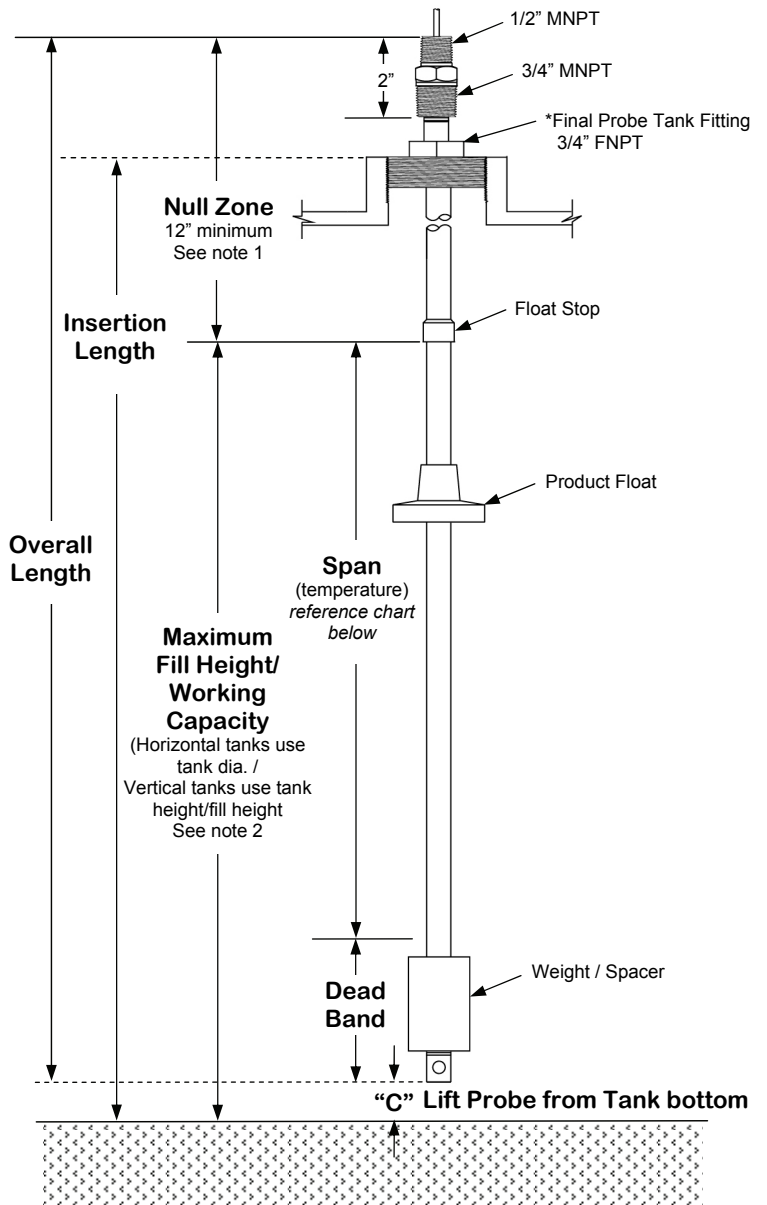 1/2” MNPT
3/4” MNPT
2”
*Final Probe Tank Fitting
3/4” FNPT
Null Zone
12” minimum
See note 1
Float Stop
Insertion
Length
Product Float
Overall
Length
Span
(temperature)
reference chart
below
Maximum
Fill Height/
Working
Capacity
(Horizontal tanks use
tank dia. /
Vertical tanks use tank
height/fill height
See note 2
Weight / Spacer
Dead
Band
“C” Lift Probe from Tank bottom